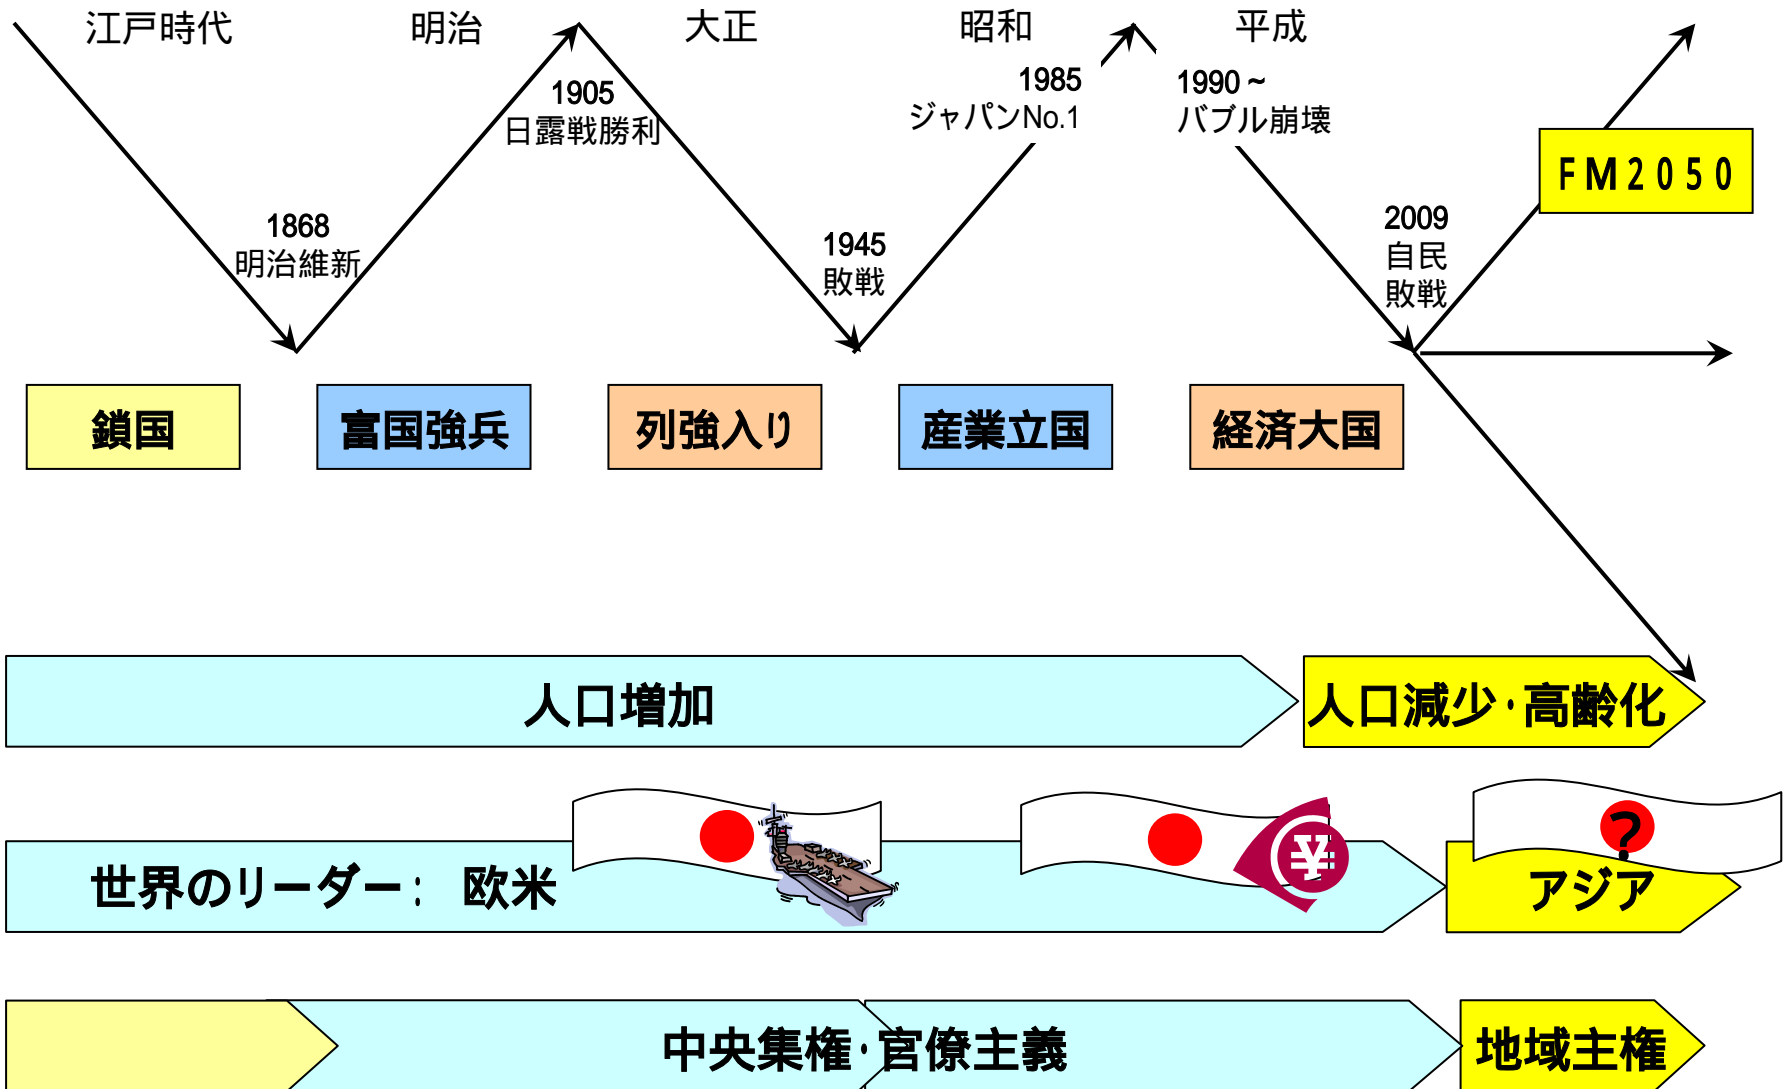 江戸時代
明治
大正
昭和
平成
1905
日露戦勝利
1985
ジャパンNo.1
1990～
バブル崩壊
FM2050
1868
明治維新
1945
敗戦
2009
自民
敗戦
鎖国
富国強兵
列強入り
産業立国
経済大国
人口増加
人口減少・高齢化
世界のリーダー： 欧米
¥
?
アジア
中央集権・官僚主義
地域主権